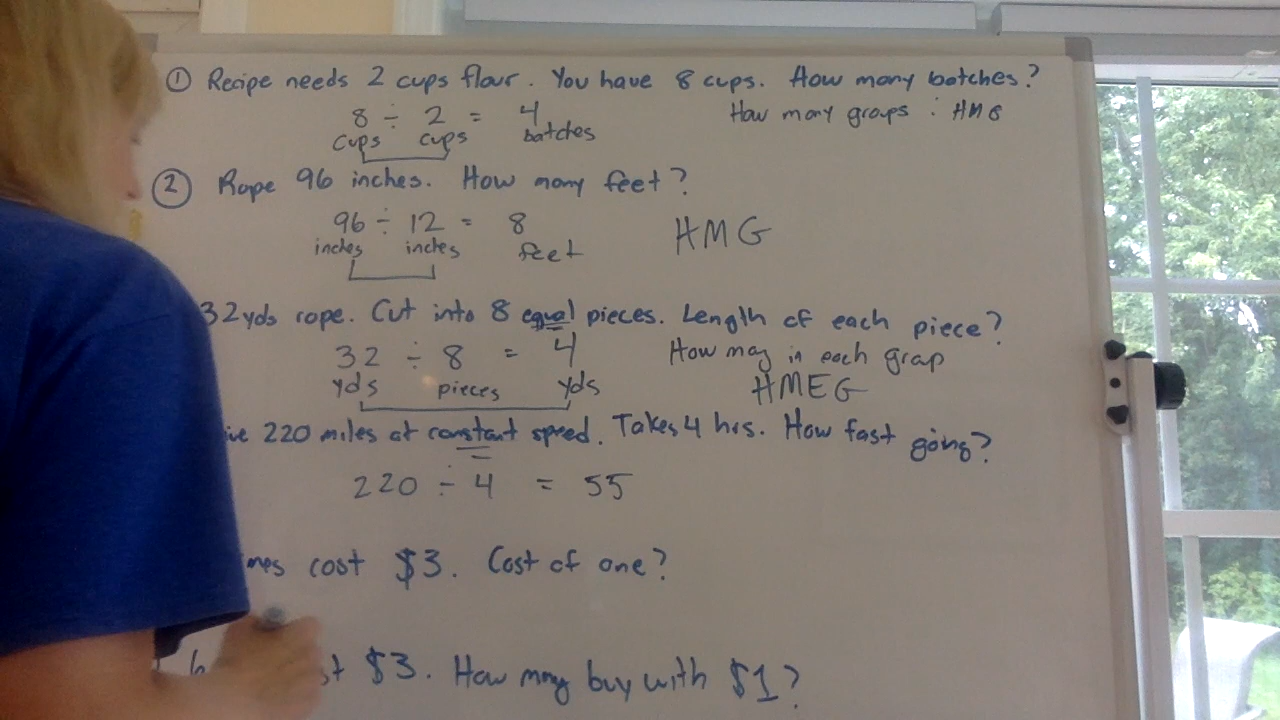 ① Recipe needs 2 cups flour. You have 8 cups. How many batches?
8 ÷ 2 = 4 How many groups : HMG
cups cups batches
② Rope 96 inches. How many feet?
96 ÷ 12 = 8 HMG
inches inches feet
32 yds rope. Cut into 8 equal pieces. Length of each piece?
32 ÷ 8 = 4 How may in each grap
yds pieces yds HMEG
220 miles at constant speed. Takes 4 hrs. How fast going?
220 ÷ 4 = 55
cost $3. Cost of one?
$3. How many buy with $1?